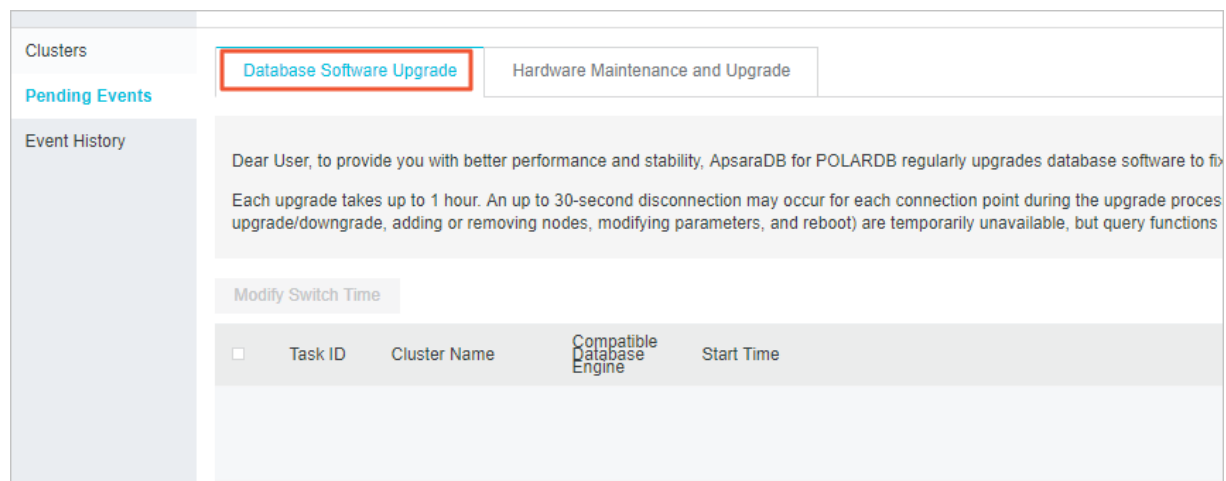 Clusters
Pending Events
Event History
Database Software Upgrade
Hardware Maintenance and Upgrade
Dear User, to provide you with better performance and stability, ApsaraDB for POLARDB regularly upgrades database software to
Each upgrade takes up to 1 hour. An up to 30-second disconnection may occur for each connection point during the upgrade proces
upgrade/downgrade, adding or removing nodes, modifying parameters, and reboot) are temporarily unavailable, but query functions
Modify Switch Time
Task ID
Cluster Name
Compatible
Database
Engine
Start Time